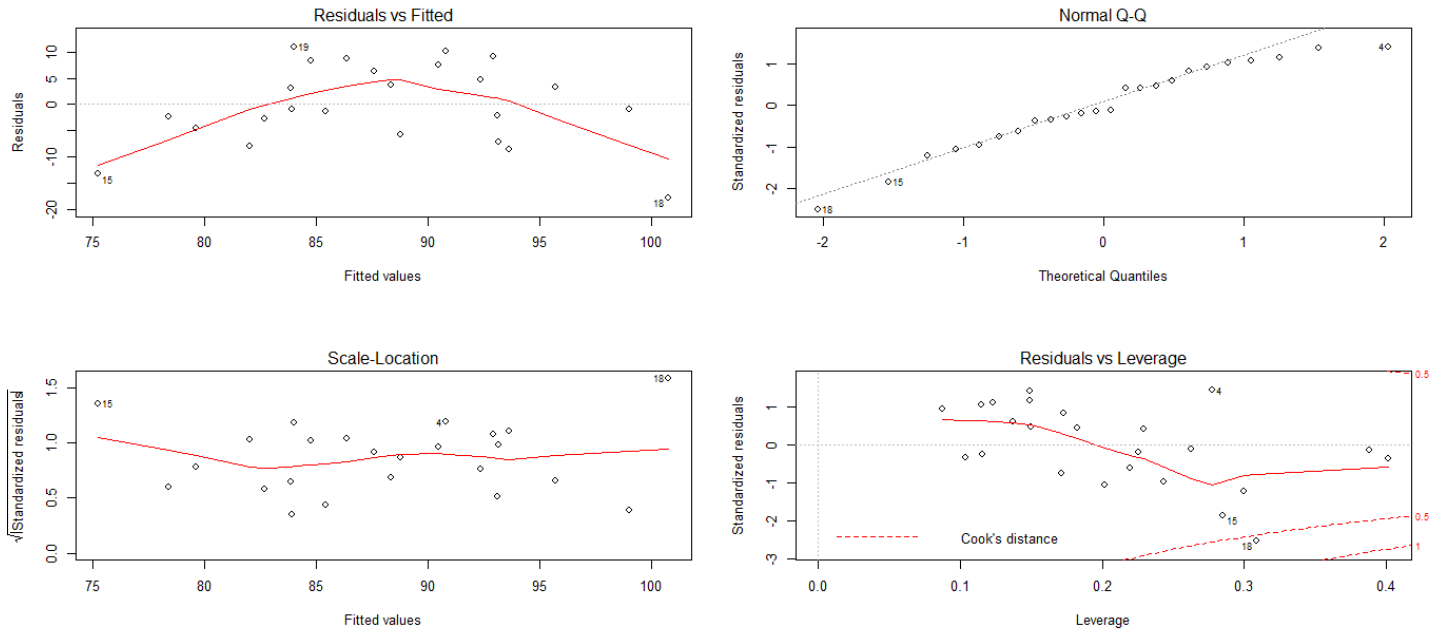 Residuals vs Fitted
Residuals
10
5
0
-10
-20
19
15
18
75 80 85 90 95 100
Fitted values
Normal Q-Q
Standardized residuals
1
0
-1
-2
4
15
18
-2 -1 0 1 2
Theoretical Quantiles
Scale-Location
√|Standardized residuals|
1.5
1.0
0.5
0.0
15
4
18
75 80 85 90 95 100
Fitted values
Residuals vs Leverage
Standardized residuals
1
0
-1
-2
-3
4
15
18
0.5
0.5
1
Cook's distance
0.0 0.1 0.2 0.3 0.4
Leverage